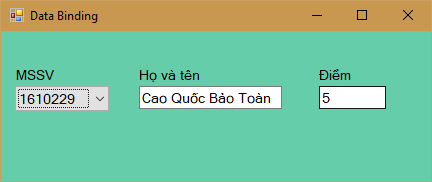 Data Binding
MSSV Họ và tên Điểm
1610229 Cao Quốc Bảo Toàn 5